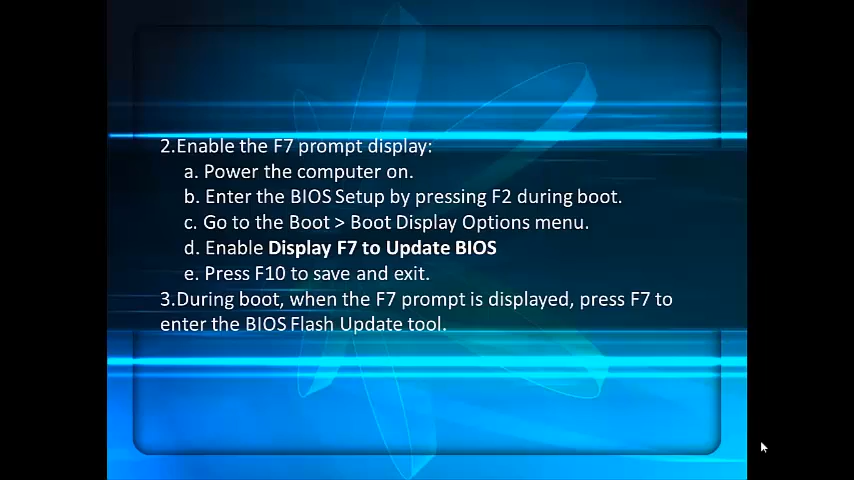 2.Enable the F7 prompt display:
a. Power the computer on.
b. Enter the BIOS Setup by pressing F2 during boot.
c. Go to the Boot > Boot Display Options menu.
d. Enable Display F7 to Update BIOS
e. Press F10 to save and exit.
3.During boot, when the F7 prompt is displayed, press F7 to
enter the BIOS Flash Update tool.